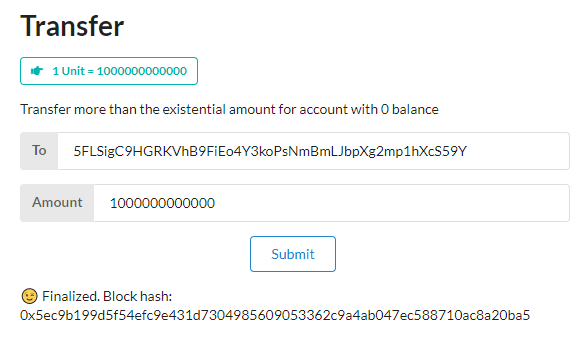 Transfer
1 Unit = 1000000000000
Transfer more than the existential amount for account with 0 balance
To 5FLSigC9HGRKVhB9FiEo4Y3koPsNmBmLJbpXg2mp1hXcS59Y
Amount 1000000000000
Submit
😉 Finalized. Block hash:
0x5ec9b199d5f54efc9e431d7304985609053362c9a4ab047ec588710ac8a20ba5